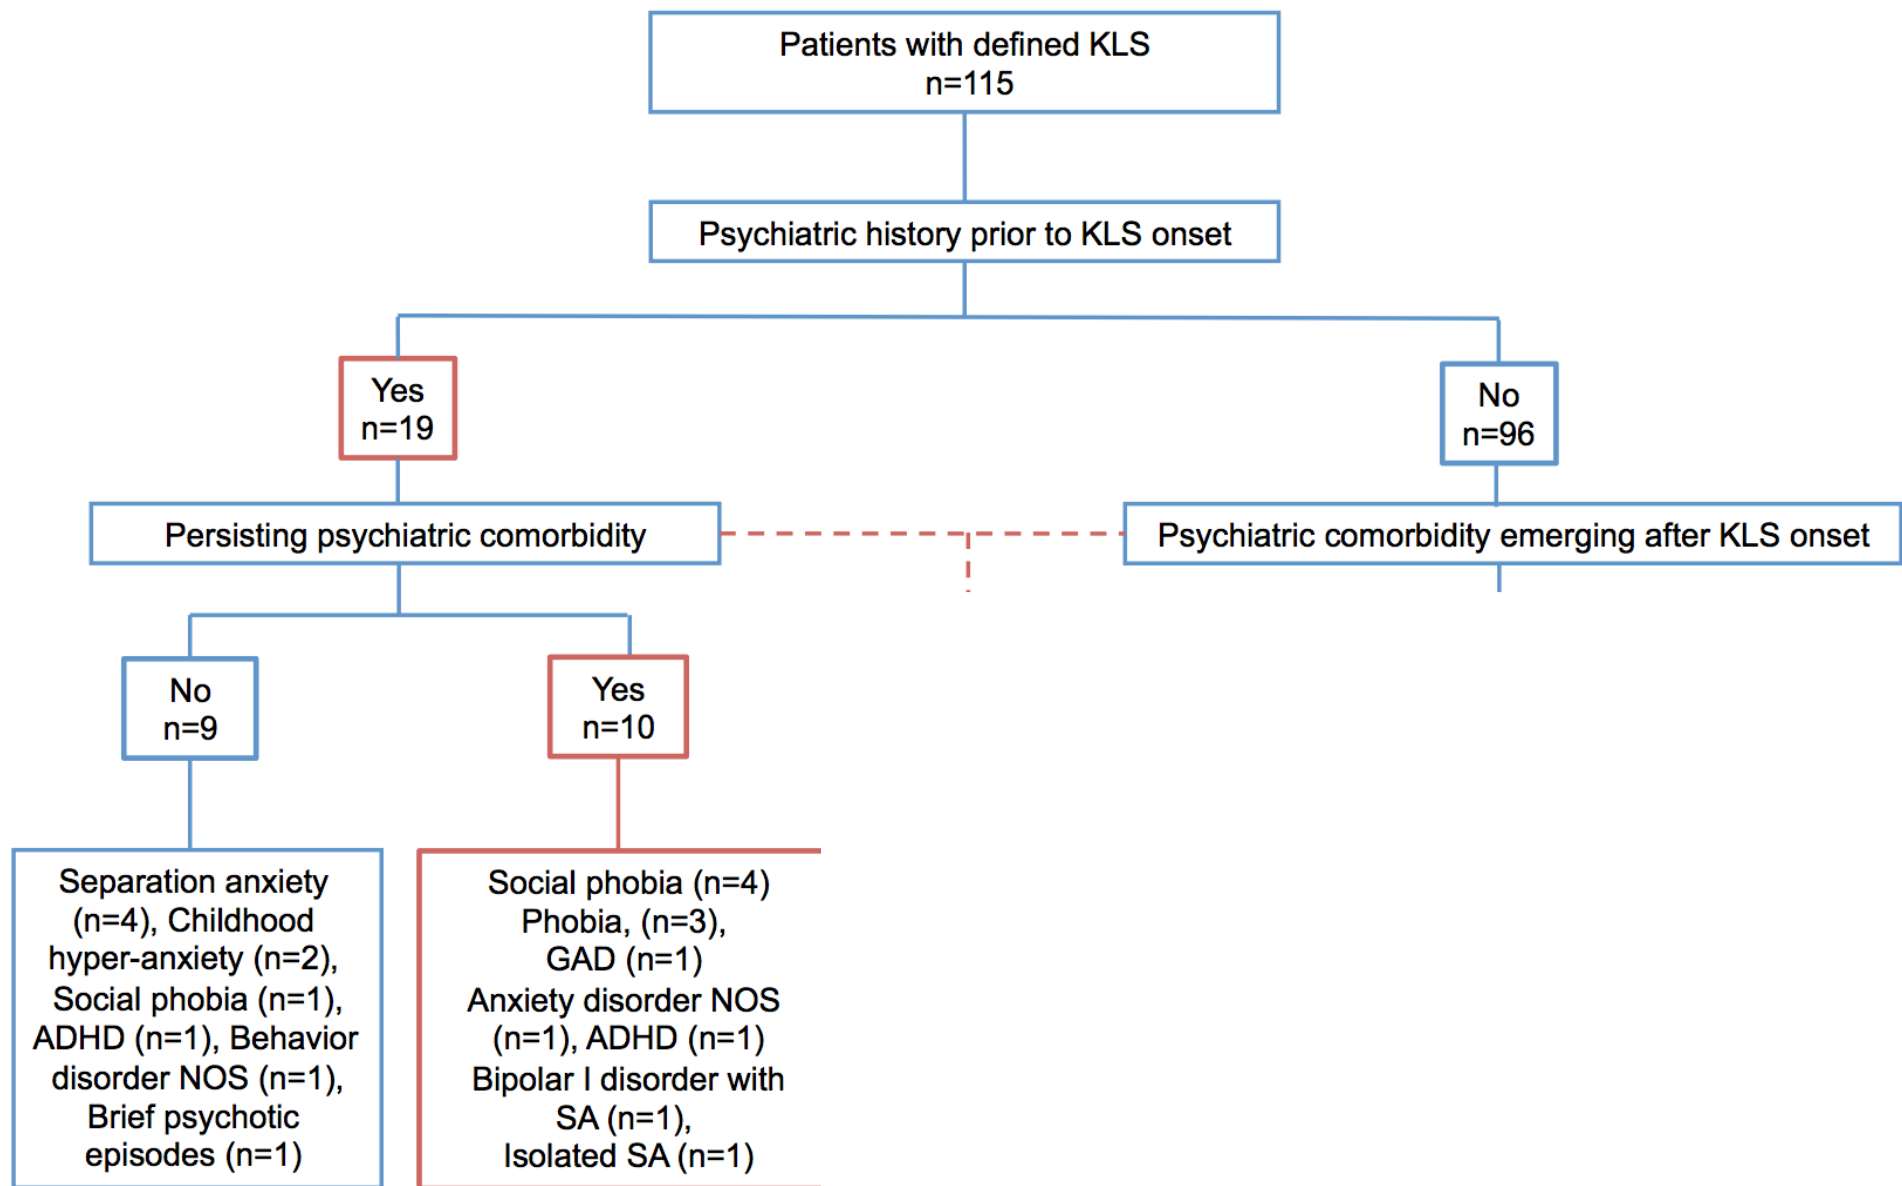 Patients with defined KLS
n=115
Psychiatric history prior to KLS onset
Yes
n=19
No
n=96
Persisting psychiatric comorbidity
Psychiatric comorbidity emerging after KLS onset
No
n=9
Yes
n=10
Separation anxiety
(n=4), Childhood
hyper-anxiety (n=2),
Social phobia (n=1),
ADHD (n=1), Behavior
disorder NOS (n=1),
Brief psychotic
episodes (n=1)
Social phobia (n=4)
Phobia, (n=3),
GAD (n=1)
Anxiety disorder NOS
(n=1), ADHD (n=1)
Bipolar I disorder with
SA (n=1),
Isolated SA (n=1)